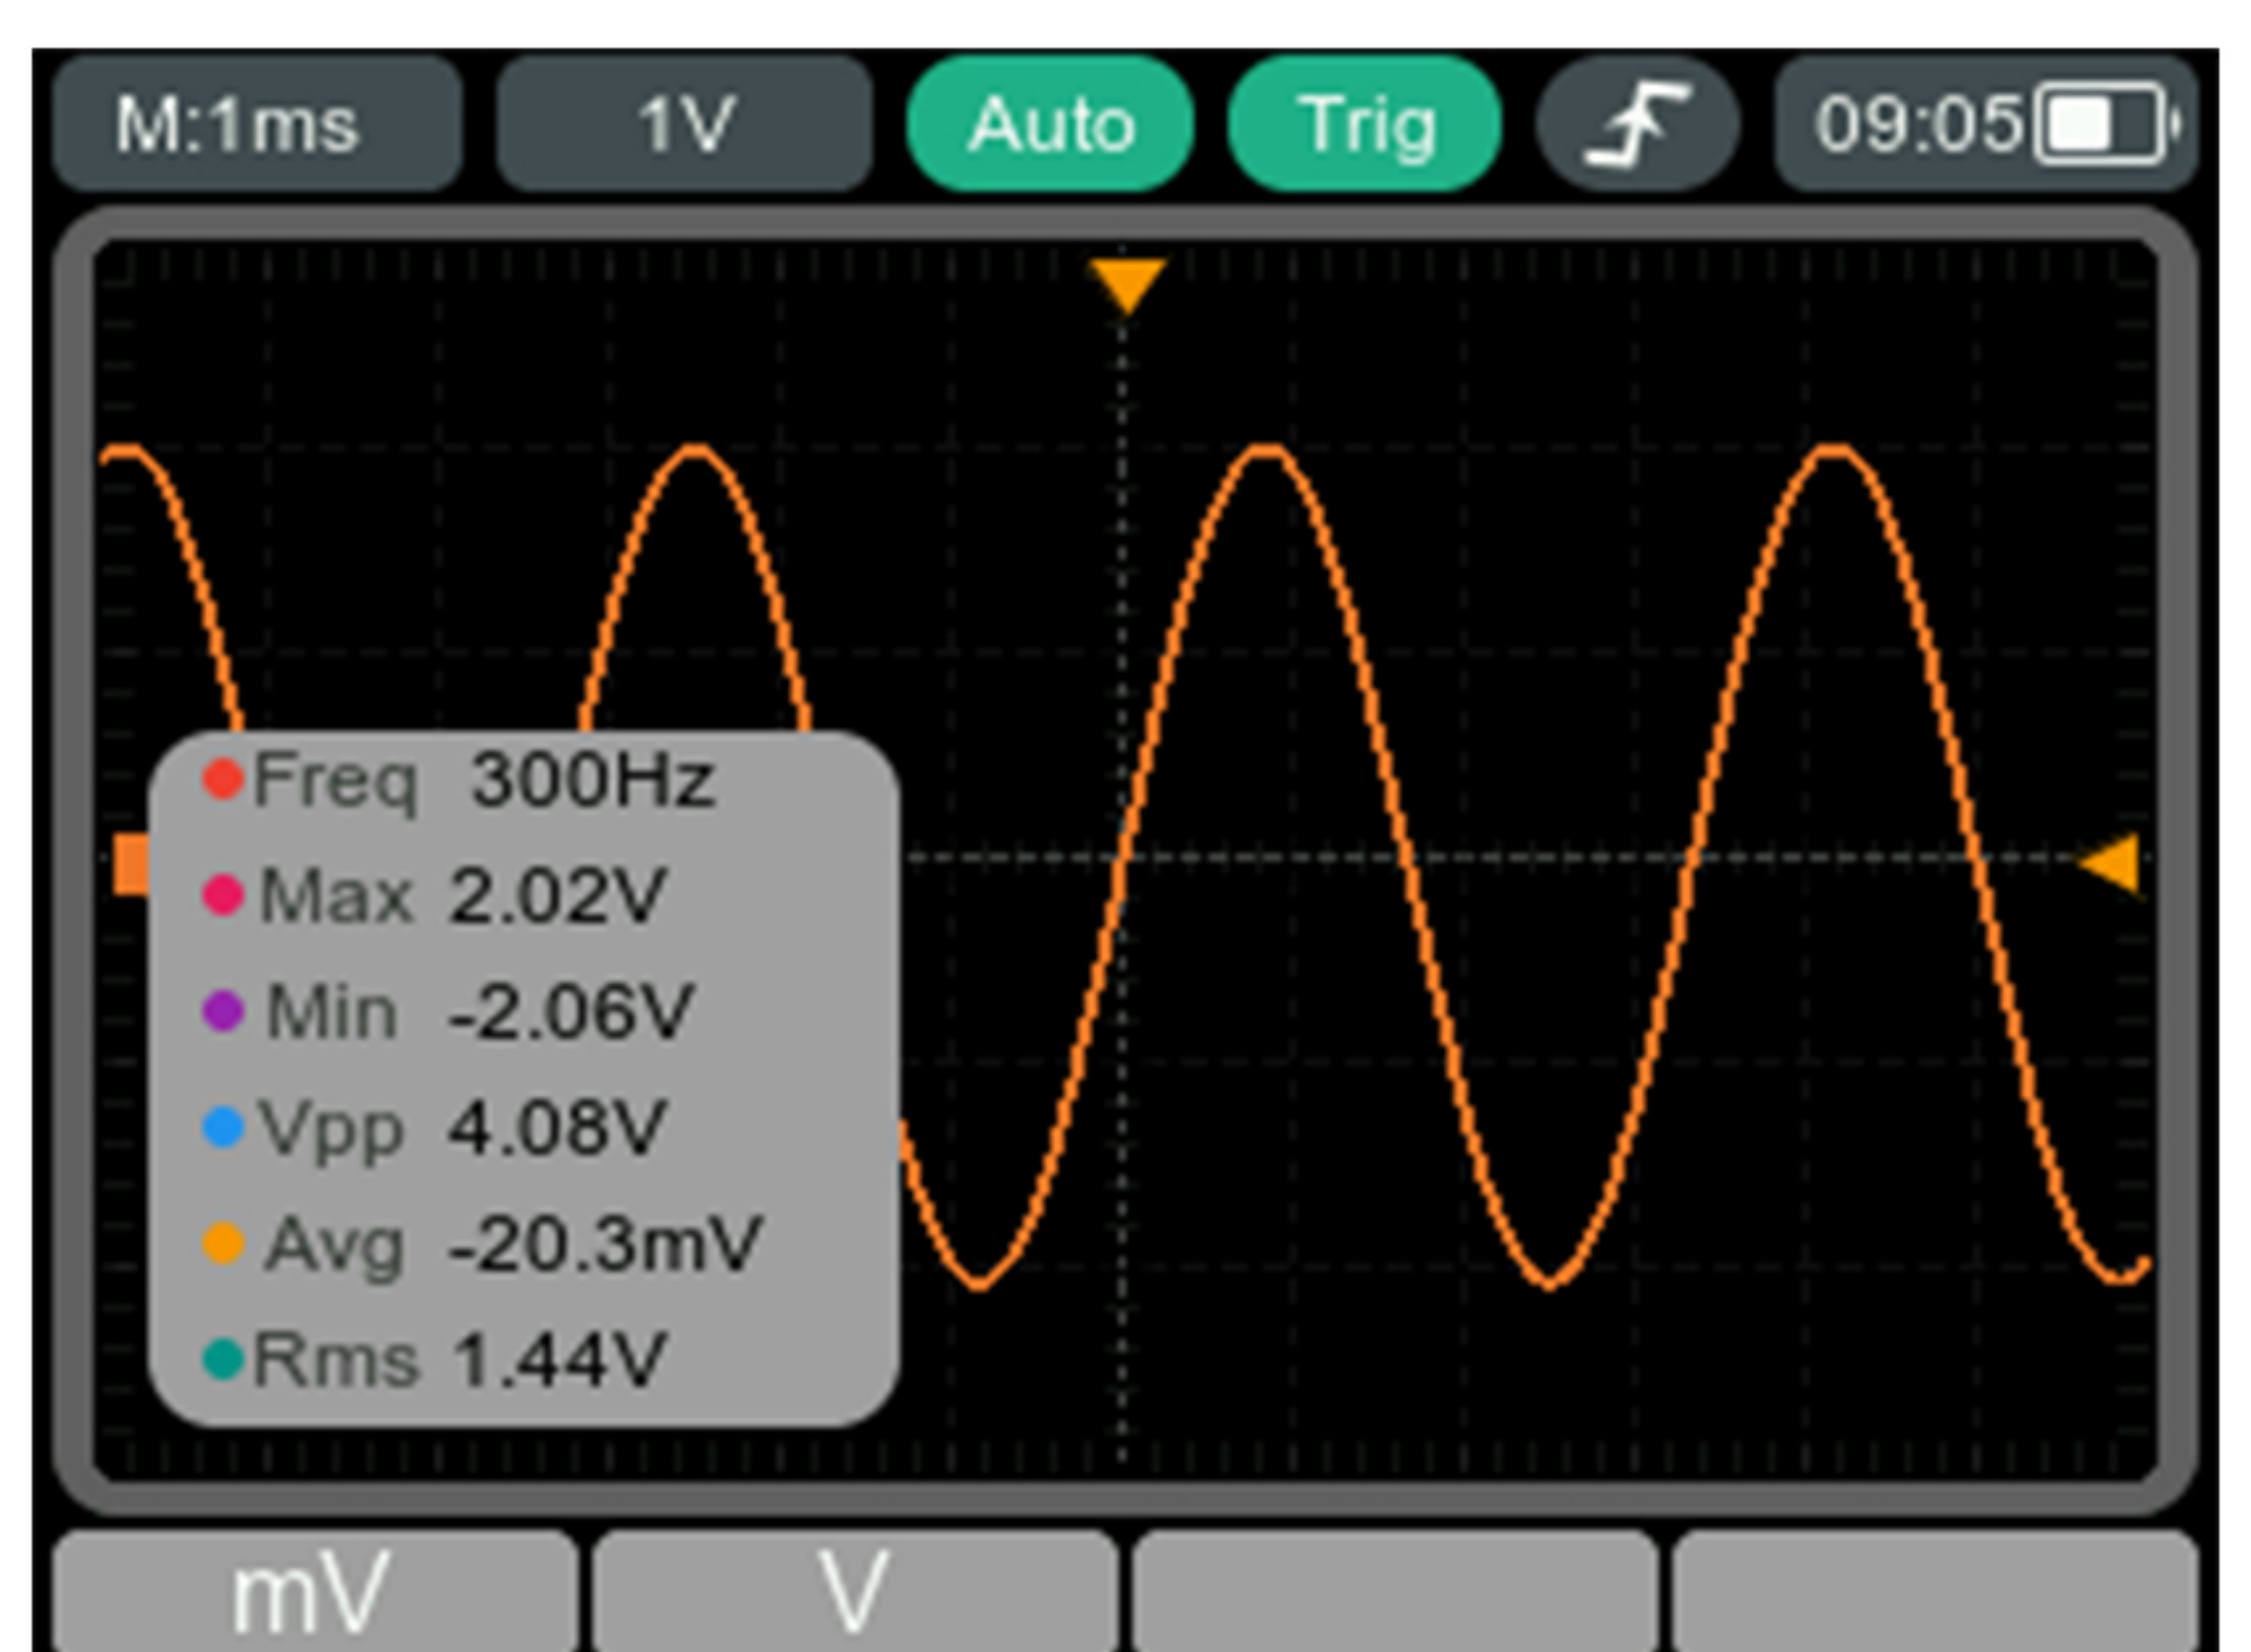 M:1ms 1V Auto Trig 09:05
Freq 300Hz
Max 2.02V
Min -2.06V
Vpp 4.08V
Avg -20.3mV
Rms 1.44V
mV V